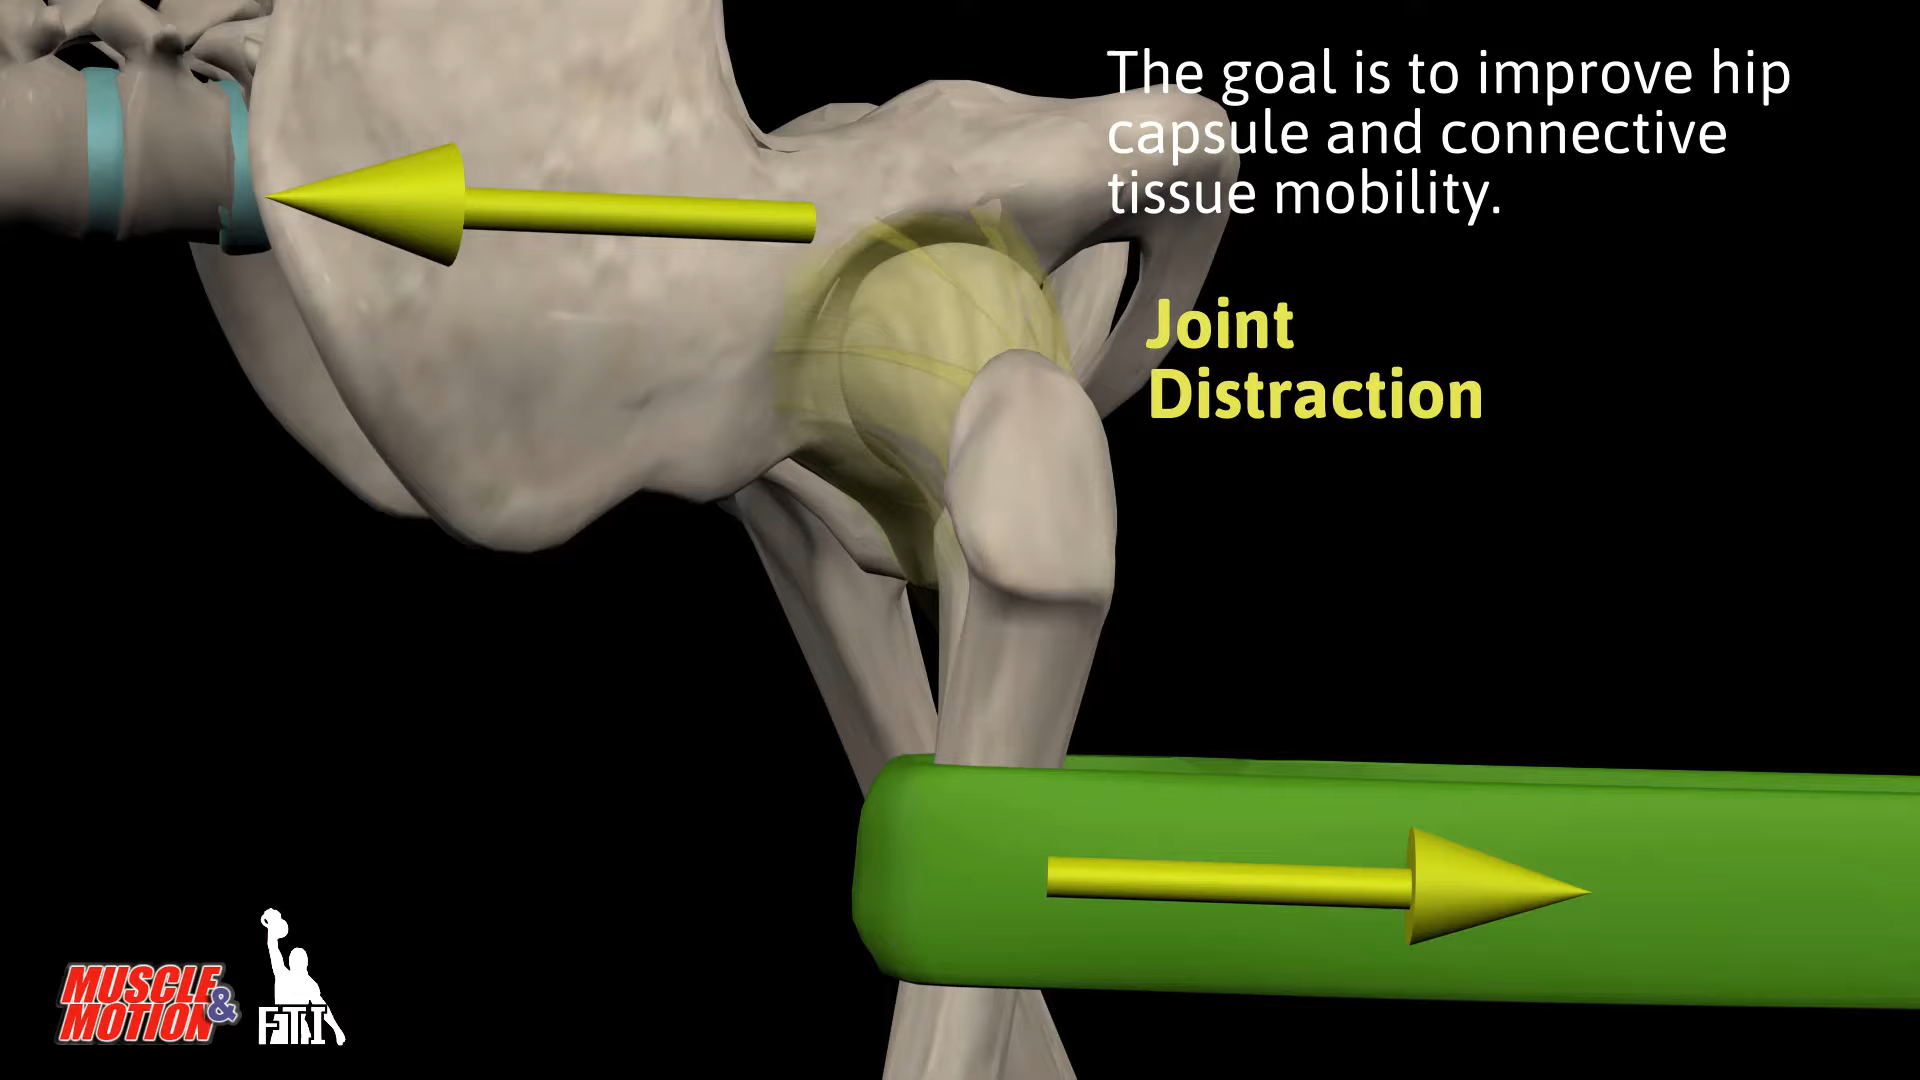 The goal is to improve hip
capsule and connective
tissue mobility.
Joint
Distraction
MUSCLE
& 
MOTION
FTI